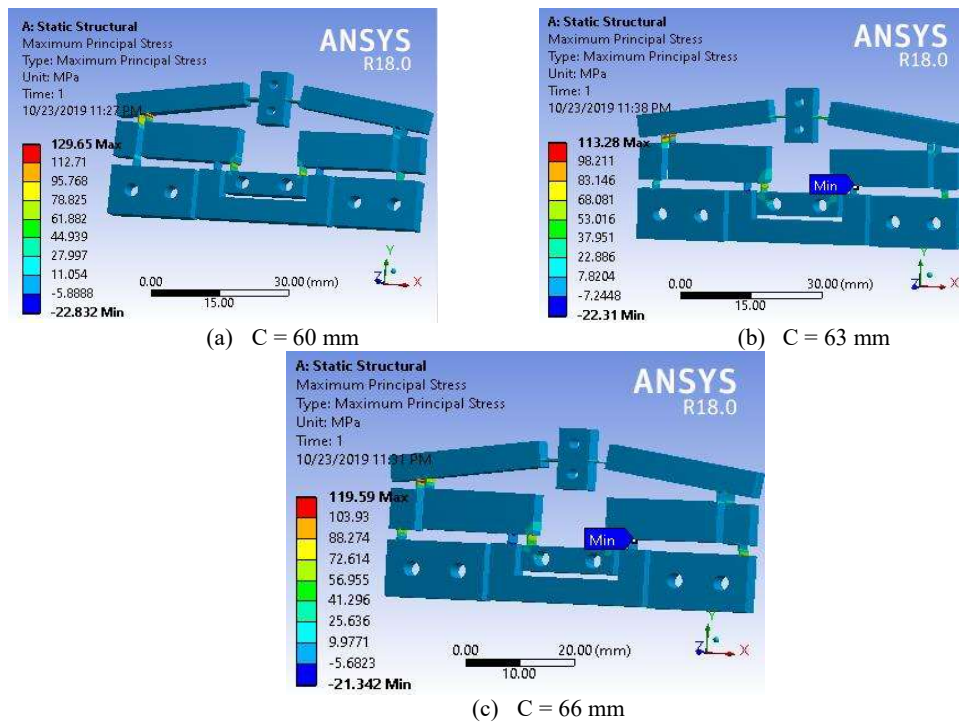 A: Static Structural
Maximum Principal Stress
Type: Maximum Principal Stress
Unit: MPa
Time: 1
10/23/2019 11:27 PM
ANSYS
R18.0
129.65 Max
112.71
95.768
78.825
61.882
44.939
27.997
11.054
-5.8888
-22.832 Min
0.00 30.00 (mm)
15.00
Y
Z X
(a) C = 60 mm
A: Static Structural
Maximum Principal Stress
Type: Maximum Principal Stress
Unit: MPa
Time: 1
10/23/2019 11:38 PM
ANSYS
R18.0
113.28 Max
98.211
83.146
68.081
53.016
37.951
22.886
7.8204
-7.2448
-22.31 Min
Min
0.00 30.00 (mm)
15.00
Y
Z X
(b) C = 63 mm
A: Static Structural
Maximum Principal Stress
Type: Maximum Principal Stress
Unit: MPa
Time: 1
10/23/2019 11:31 PM
ANSYS
R18.0
119.59 Max
103.93
88.274
72.614
56.955
41.296
25.636
9.9771
-5.6823
-21.342 Min
Min
0.00 20.00 (mm)
10.00
Y
Z X
(c) C = 66 mm